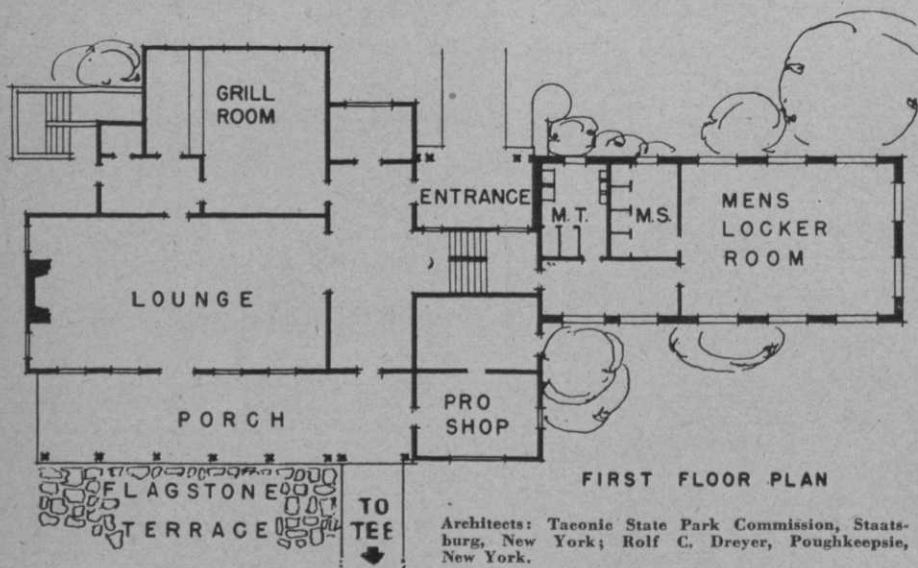 GRILL
ROOM
ENTRANCE
M.T.
M.S.
MENS
LOCKER
ROOM
LOUNGE
PORCH
PRO
SHOP
FLAGSTONE
TERRACE
TO
TEE
FIRST FLOOR PLAN
Architects: Taconic State Park Commission, Staats-
burg, New York; Rolf C. Dreyer, Poughkeepsie,
New York.